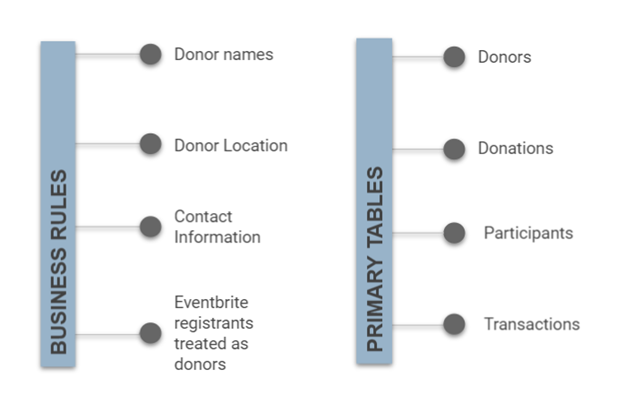 BUSINESS RULES
Donor names
Donor Location
Contact
Information
Eventbrite
registrants
treated as
donors
PRIMARY TABLES
Donors
Donations
Participants
Transactions